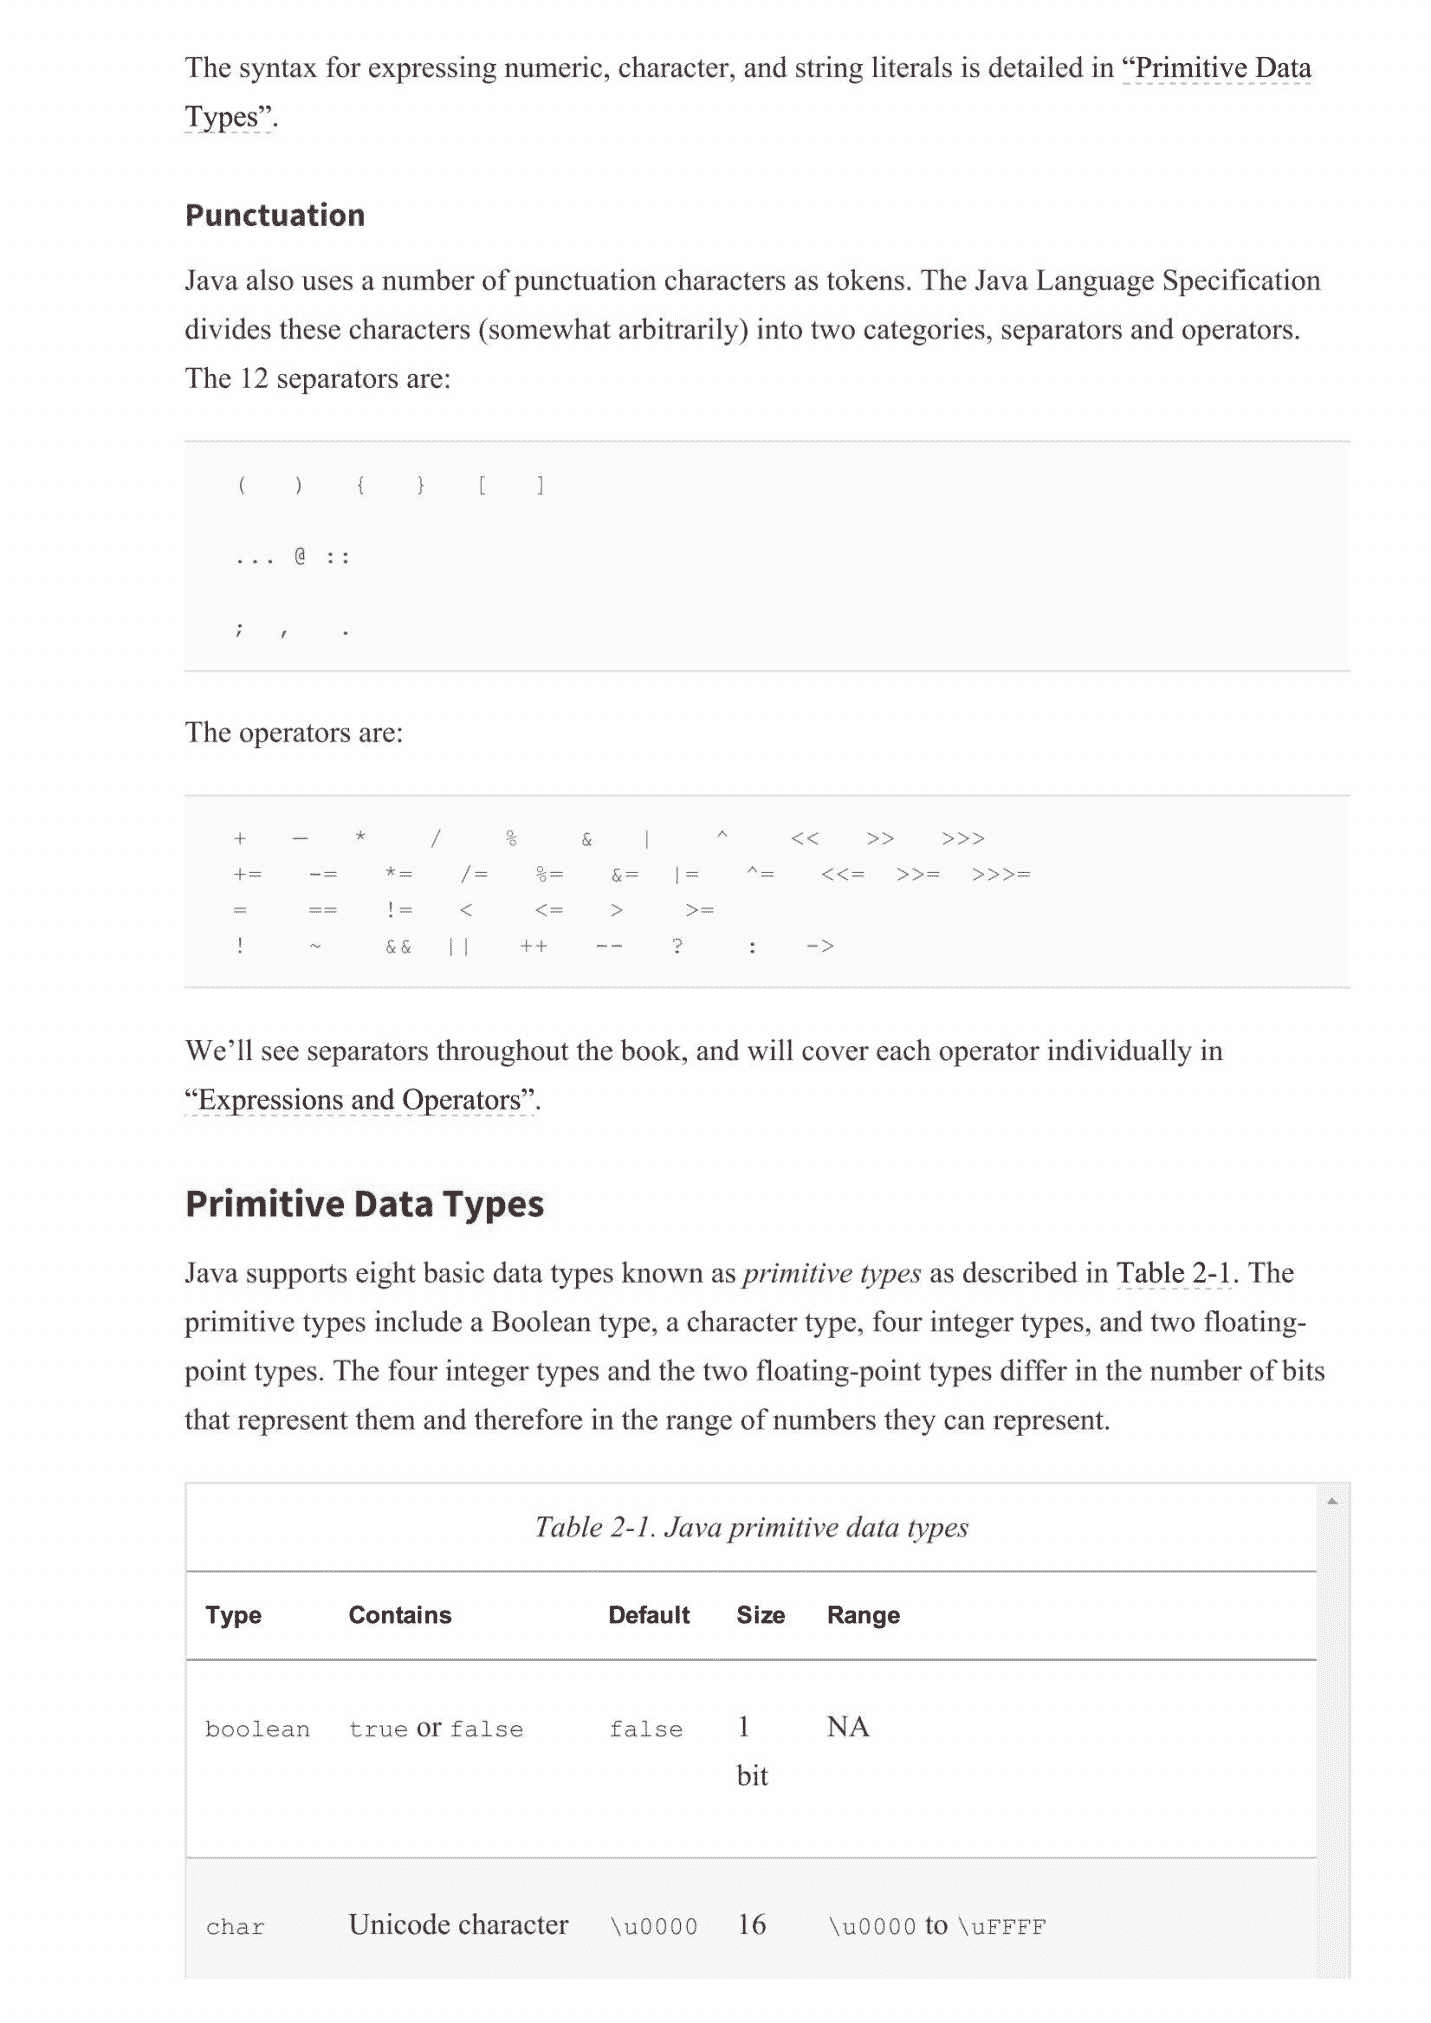 The syntax for expressing numeric, character, and string literals is detailed in “Primitive Data
Types”.
Punctuation
Java also uses a number of punctuation characters as tokens. The Java Language Specification
divides these characters (somewhat arbitrarily) into two categories, separators and operators.
The 12 separators are:
( ) { } [ ]
... @ ::
; , .
The operators are:
+ — * / % & | ^ << >> >>>
+= -= *= /= %= &= |= ^= <<= >>= >>>=
= == != < <= > >=
! ~ && || ++ -- ? : ->
We’ll see separators throughout the book, and will cover each operator individually in
“Expressions and Operators”.
Primitive Data Types
Java supports eight basic data types known as primitive types as described in Table 2-1. The
primitive types include a Boolean type, a character type, four integer types, and two floating-
point types. The four integer types and the two floating-point types differ in the number of bits
that represent them and therefore in the range of numbers they can represent.
Table 2-1. Java primitive data types
Type Contains Default Size Range
boolean true or false false 1 NA
bit
char Unicode character \u0000 16 \u0000 to \uFFFF